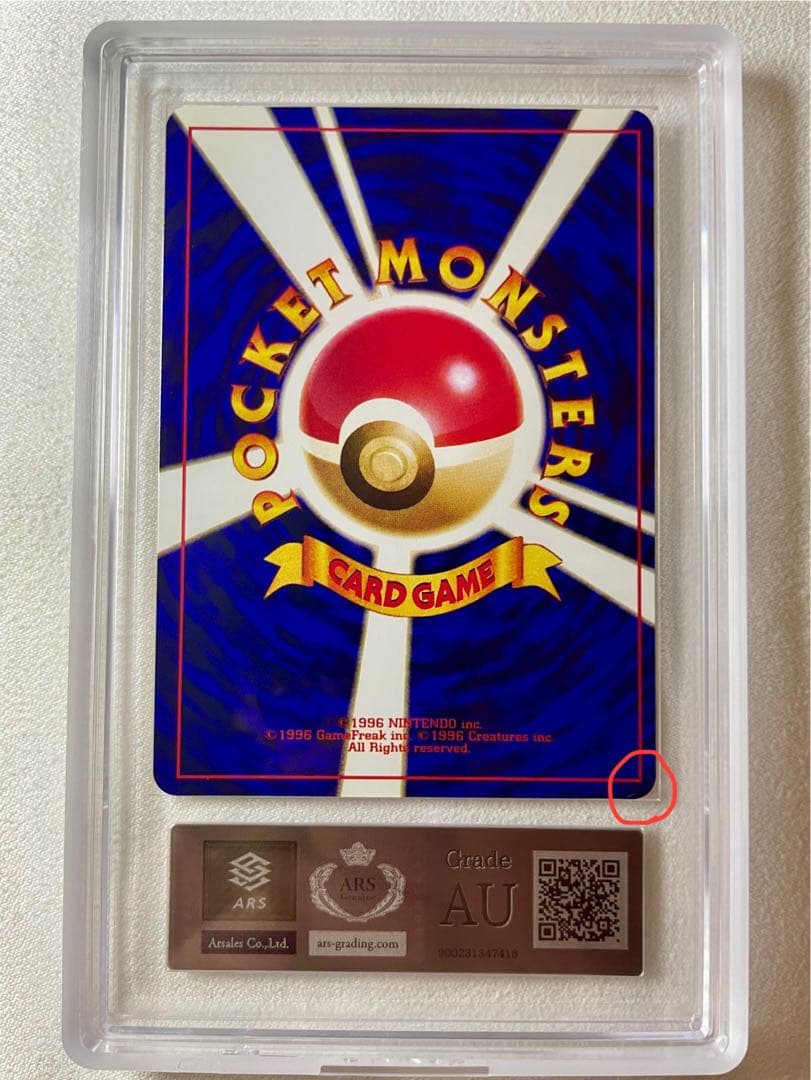 POCKET MONSTERS
CARD GAME
©1996 NINTENDO inc.
©1996 GameFreak inc. ©1996 Creatures inc.
All Rights reserved.
ARS
Arsales Co.,Ltd.
ARS
Genuine
ars-grading.com
Grade
AU
000231347418